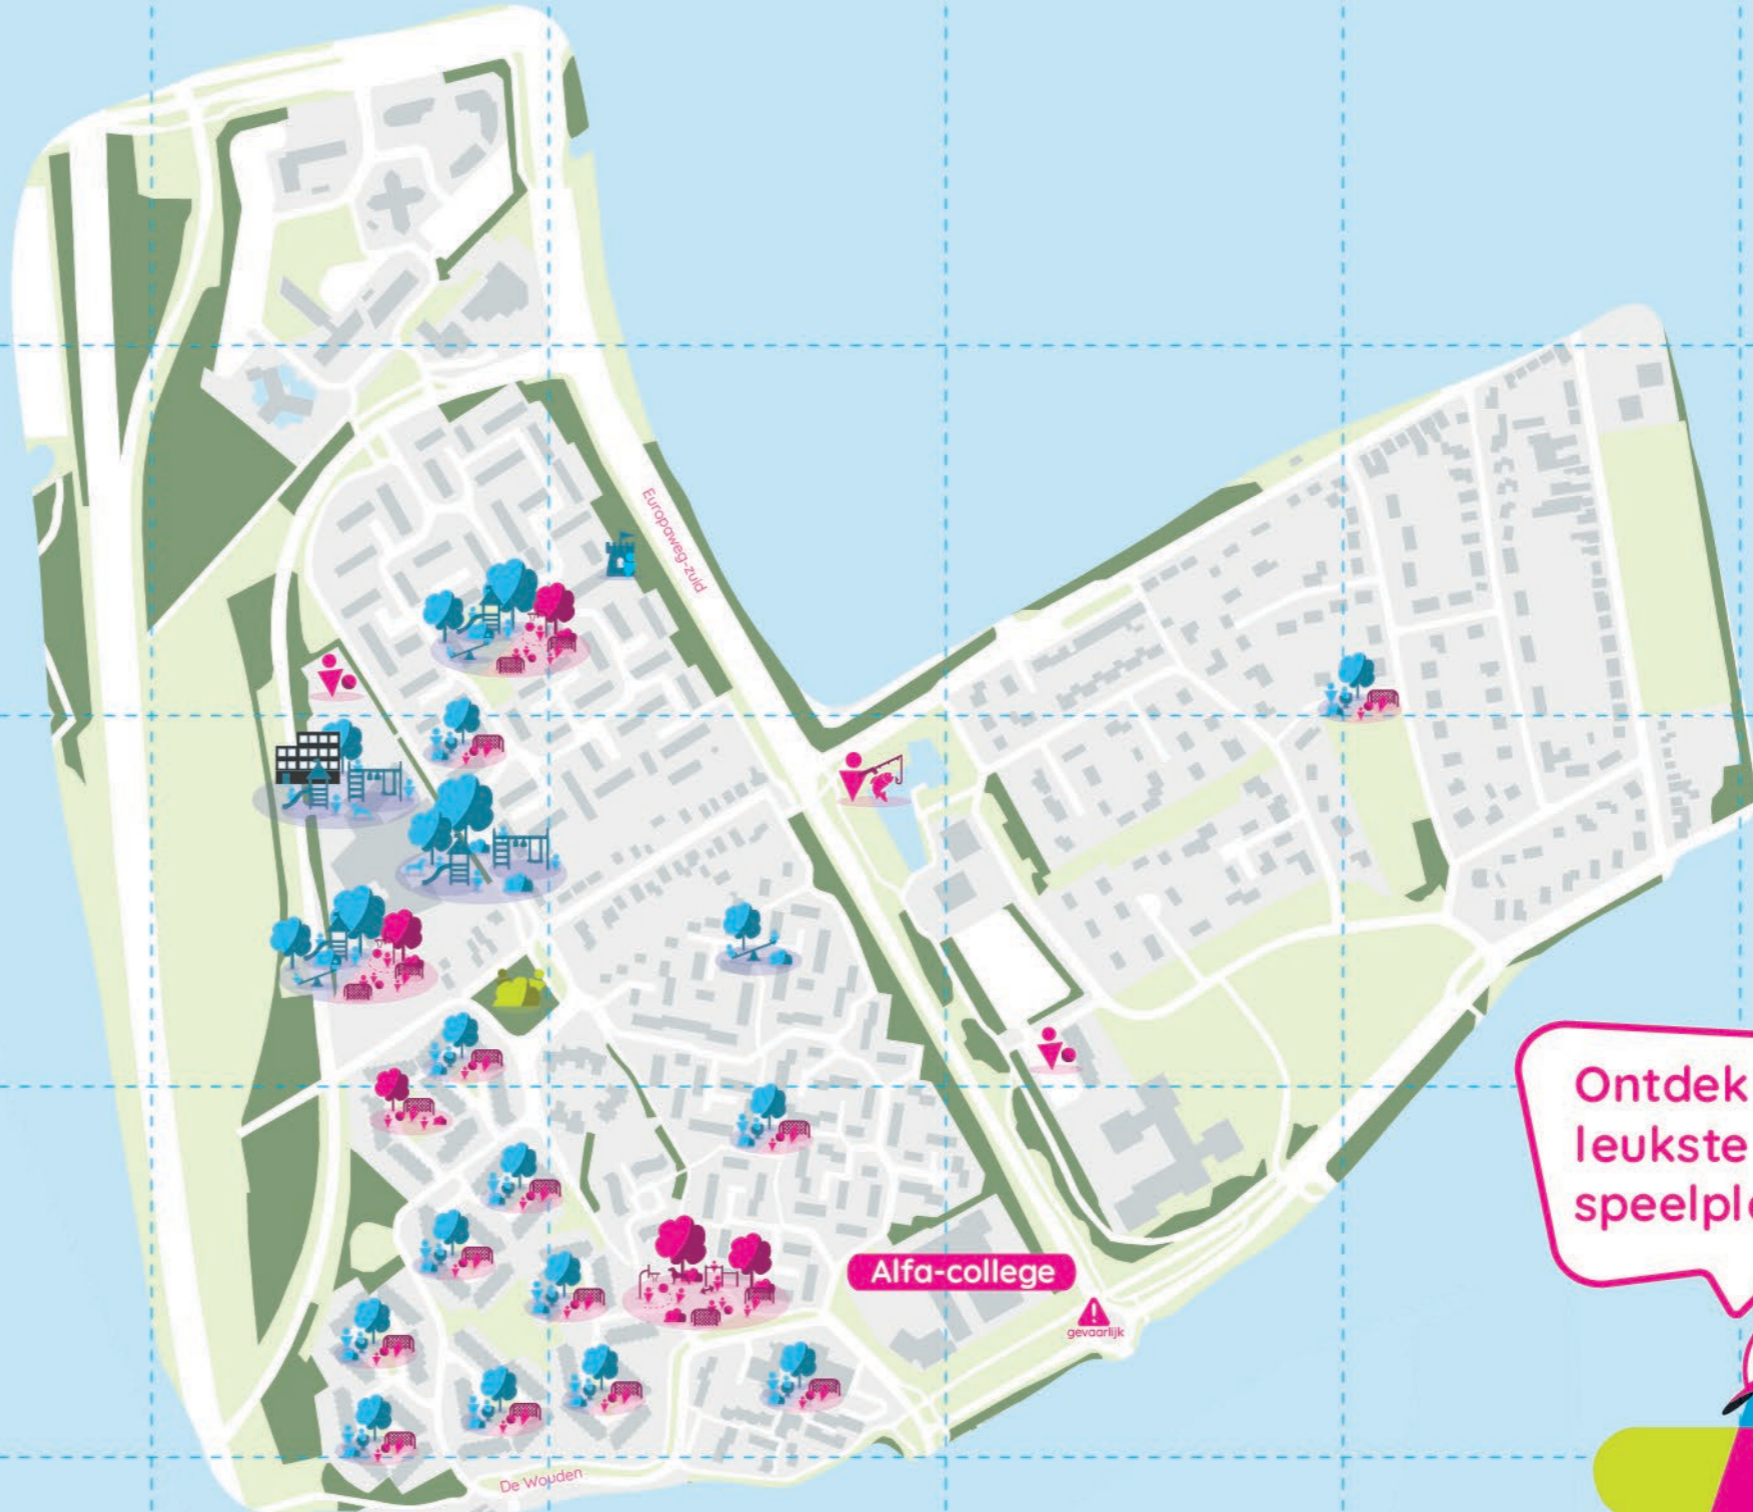 Europaweg-zuid
Alfa-college
gevaarlijk
De Wouden
Ontdek
leukste